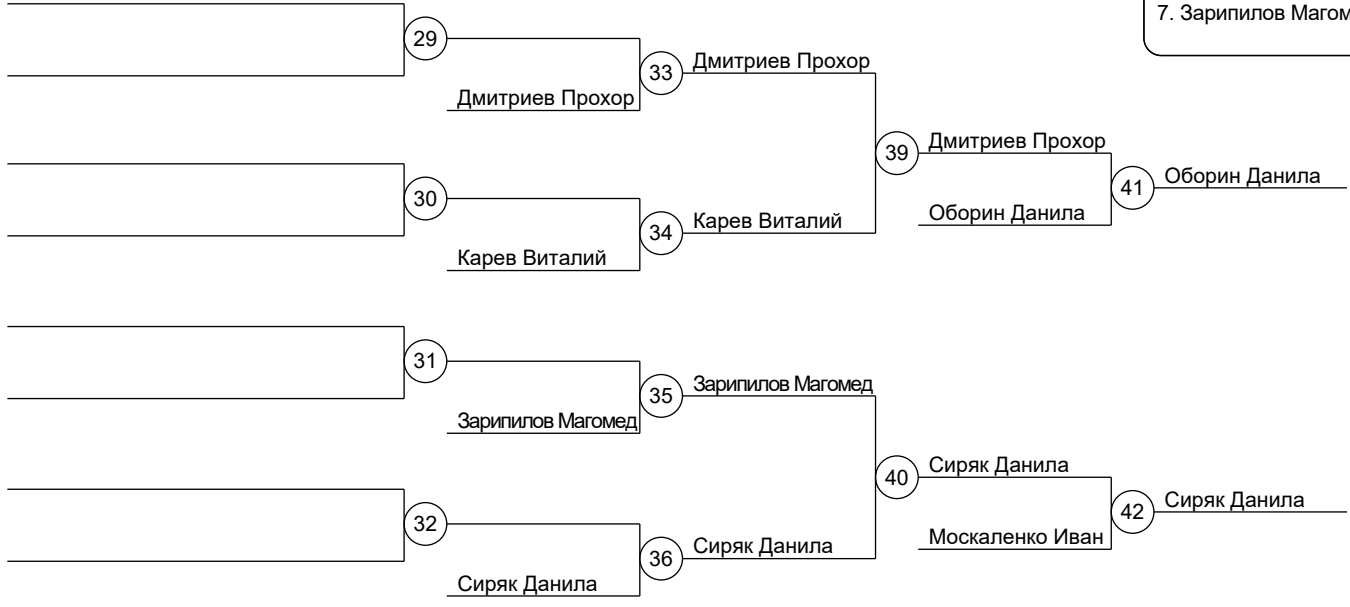 7. Зарипилов Магом
29
33
Дмитриев Прохор
Дмитриев Прохор
39
Дмитриев Прохор
41
Оборин Данила
30
Оборин Данила
34
Карев Виталий
Карев Виталий
31
35
Зарипилов Магомед
Зарипилов Магомед
40
Сиряк Данила
42
Сиряк Данила
32
Москаленко Иван
36
Сиряк Данила
Сиряк Данила